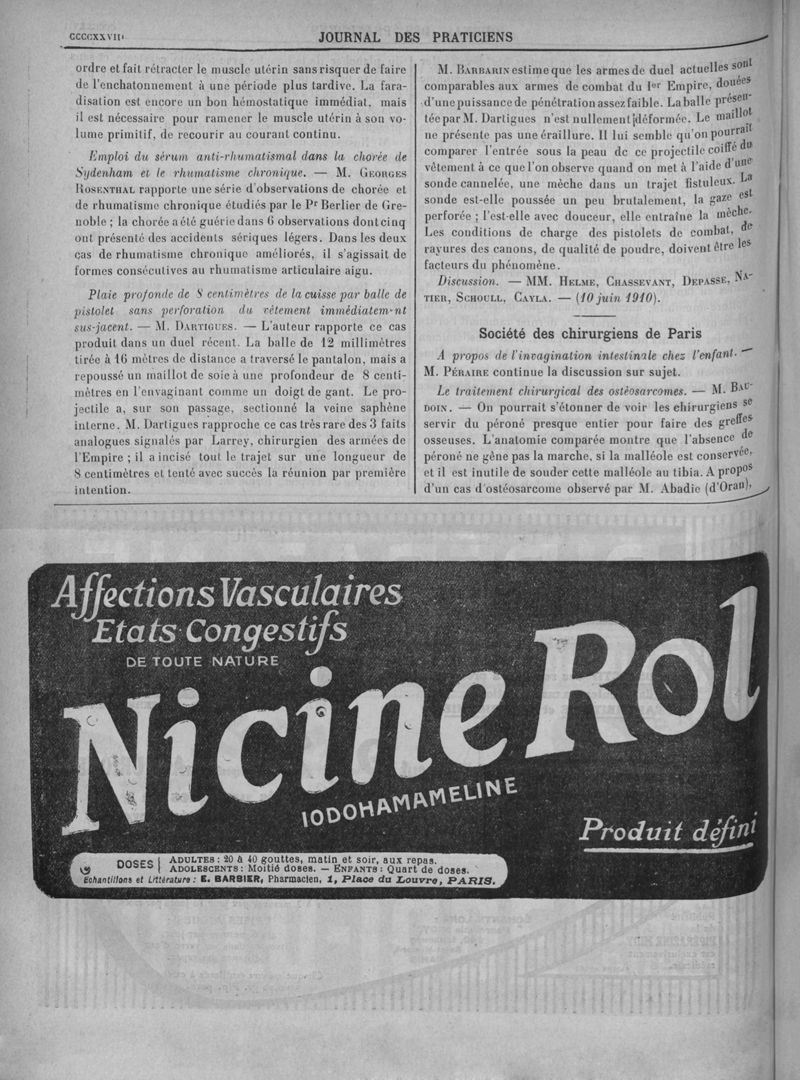 CCCCXXVIII
JOURNAL DES PRATICIENS
ordre et fait rétracter le muscle utérin sans risquer de faire
de l'enchatonnement à une période plus tardive. La fara-
disation est encore un bon hémostatique immédiat, mais
il est nécessaire pour ramener le muscle utérin à son vo-
lume primitif, de recourir au courant continu.
Emploi du sérum anti-rhumatismal dans la chorée de
Sydenham et le rhumatisme chronique. — M. GEORGES
ROSENTHAL rapporte une série d'observations de chorée et
de rhumatisme chronique étudiés par le Pr Berlier de Gre-
noble ; la chorée a été guérie dans 6 observations dont cinq
ont présenté des accidents sériques légers. Dans les deux
cas de rhumatisme chronique améliorés, il s'agissait de
formes consécutives au rhumatisme articulaire aigu.
Plaie profonde de 8 centimètres de la cuisse par balle de
pistolet sans perforation du vêtement immédiatem-nt
sus-jacent. — M. DARTIGUES. — L'auteur rapporte ce cas
produit dans un duel récent. La balle de 12 millimètres
tirée à 16 mètres de distance a traversé le pantalon, mais a
repoussé un maillot de soie à une profondeur de 8 centi-
mètres en l'envaginant comme un doigt de gant. Le pro-
jectile a, sur son passage, sectionné la veine saphène
interne. M. Dartigues rapproche ce cas très rare des 3 faits
analogues signalés par Larrey, chirurgien des armées de
l'Empire ; il a incisé tout le trajet sur une longueur de
8 centimètres et tenté avec succès la réunion par première
intention.
M. BARBARIN estime que les armes de duel actuelles sont
comparables aux armes de combat du Ier Empire, douées
d'une puissance de pénétration assez faible. La balle présen-
tée par M. Dartigues n'est nullement déformée. Le maillot
ne présente pas une éraillure. Il lui semble qu'on pourrait
comparer l'entrée sous la peau de ce projectile coiffé du
vêtement à ce que l'on observe quand on met à l'aide d'une
sonde cannelée, une mèche dans un trajet fistuleux. La
sonde est-elle poussée un peu brutalement, la gaze est
perforée ; l'est-elle avec douceur, elle entraîne la mèche.
Les conditions de charge des pistolets de combat, de
rayures des canons, de qualité de poudre, doivent être les
facteurs du phénomène.
Discussion. — MM. HELME, CHASSEVANT, DEPASSE, NA-
TIER, SCHOULL, CAYLA. — (10 juin 1910).
Société des chirurgiens de Paris
A propos de l'invagination intestinale chez l'enfant. —
M. PÉRAIRE continue la discussion sur sujet.
Le traitement chirurgical des ostéosarcomes. — M. BAU-
DOIN. — On pourrait s'étonner de voir les chirurgiens se
servir du péroné presque entier pour faire des greffes
osseuses. L'anatomie comparée montre que l'absence de
péroné ne gêne pas la marche, si la malléole est conservée,
et il est inutile de souder cette malléole au tibia. A propos
d'un cas d'ostéosarcome observé par M. Abadie (d'Oran),
Affections Vasculaires
Etats Congestifs
DE TOUTE NATURE
Nicine Rol
IODOHAMAMELINE
Produit défini
DOSES
ADULTES : 20 à 40 gouttes, matin et soir, aux repas.
ADOLESCENTS : Moitié doses. — ENFANTS : Quart de doses.
Echantillons et Littérature : E. BARBIER, Pharmacien, 1, Place du Louvre, PARIS.